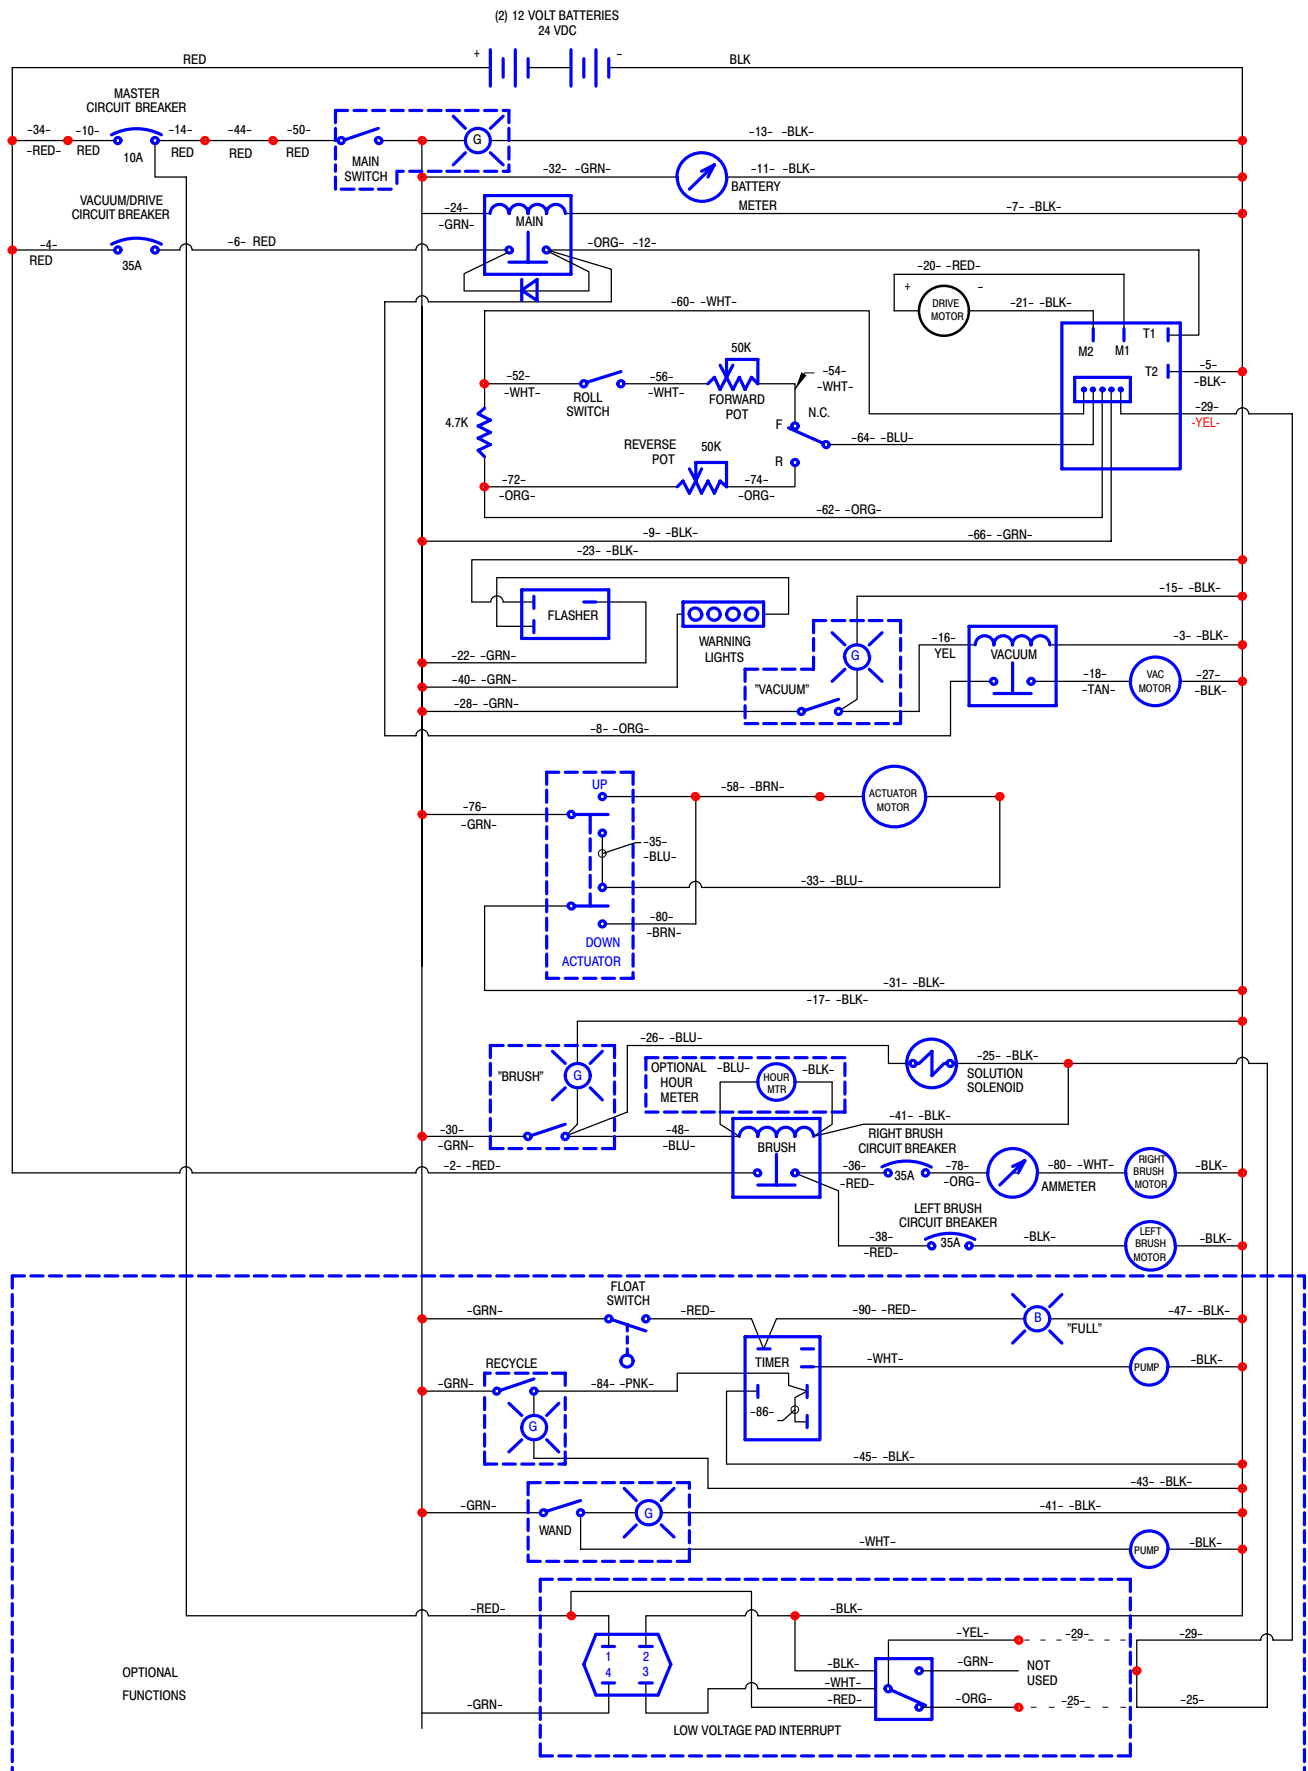 (2) 12 VOLT BATTERIES
24 VDC
+ -
RED
BLK
MASTER
CIRCUIT BREAKER
-34-
-RED-
-10-
RED
10A
-14-
RED
-44-
RED
-50-
RED
MAIN
SWITCH
G
-13- -BLK-
-32- -GRN-
-11- -BLK-
BATTERY
METER
VACUUM/DRIVE
CIRCUIT BREAKER
-24-
-GRN-
MAIN
-7- -BLK-
-4-
RED
35A
-6- RED
-ORG- -12-
-20- -RED-
+ -
DRIVE
MOTOR
-21- -BLK-
-60- -WHT-
M2 M1
T1
T2
-5-
-BLK-
-29-
-YEL-
50K
-52-
-WHT-
ROLL
SWITCH
-56-
-WHT-
FORWARD
POT
-54-
-WHT-
N.C.
F
4.7K
REVERSE
POT
50K
-64- -BLU-
R
-72-
-ORG-
-74-
-ORG-
-62- -ORG-
-9- -BLK-
-66- -GRN-
-23- -BLK-
FLASHER
WARNING
LIGHTS
-15- -BLK-
G
-16-
YEL
VACUUM
-3- -BLK-
-22- -GRN-
-40- -GRN-
-28- -GRN-
"VACUUM"
-18-
-TAN-
VAC
MOTOR
-27-
-BLK-
-8- -ORG-
UP
-58- -BRN-
ACTUATOR
MOTOR
-76-
-GRN-
-35-
-BLU-
-33- -BLU-
-80-
-BRN-
DOWN
ACTUATOR
-31- -BLK-
-17- -BLK-
-26- -BLU-
"BRUSH"
G
OPTIONAL
HOUR
METER
-BLU-
HOUR
MTR
-BLK-
-25- -BLK-
SOLUTION
SOLENOID
-41- -BLK-
-30-
-GRN-
-48-
-BLU-
BRUSH
RIGHT BRUSH
CIRCUIT BREAKER
-2- -RED-
-36-
-RED-
35A
-78-
-ORG-
AMMETER
-80- -WHT-
RIGHT
BRUSH
MOTOR
-BLK-
LEFT BRUSH
CIRCUIT BREAKER
-38-
-RED-
35A
-BLK-
LEFT
BRUSH
MOTOR
-BLK-
FLOAT
SWITCH
-GRN-
-RED-
-90- -RED-
B
"FULL"
-47- -BLK-
TIMER
-WHT-
PUMP
-BLK-
RECYCLE
-GRN-
-84- -PNK-
-86-
G
-45- -BLK-
-43- -BLK-
-GRN-
WAND
G
-41- -BLK-
-WHT-
PUMP
-BLK-
-RED-
-BLK-
1 2
4 3
-YEL-
-29-
-29-
-BLK-
-GRN-
NOT
USED
-WHT-
-RED-
-ORG-
-25-
-25-
-GRN-
LOW VOLTAGE PAD INTERRUPT
OPTIONAL
FUNCTIONS